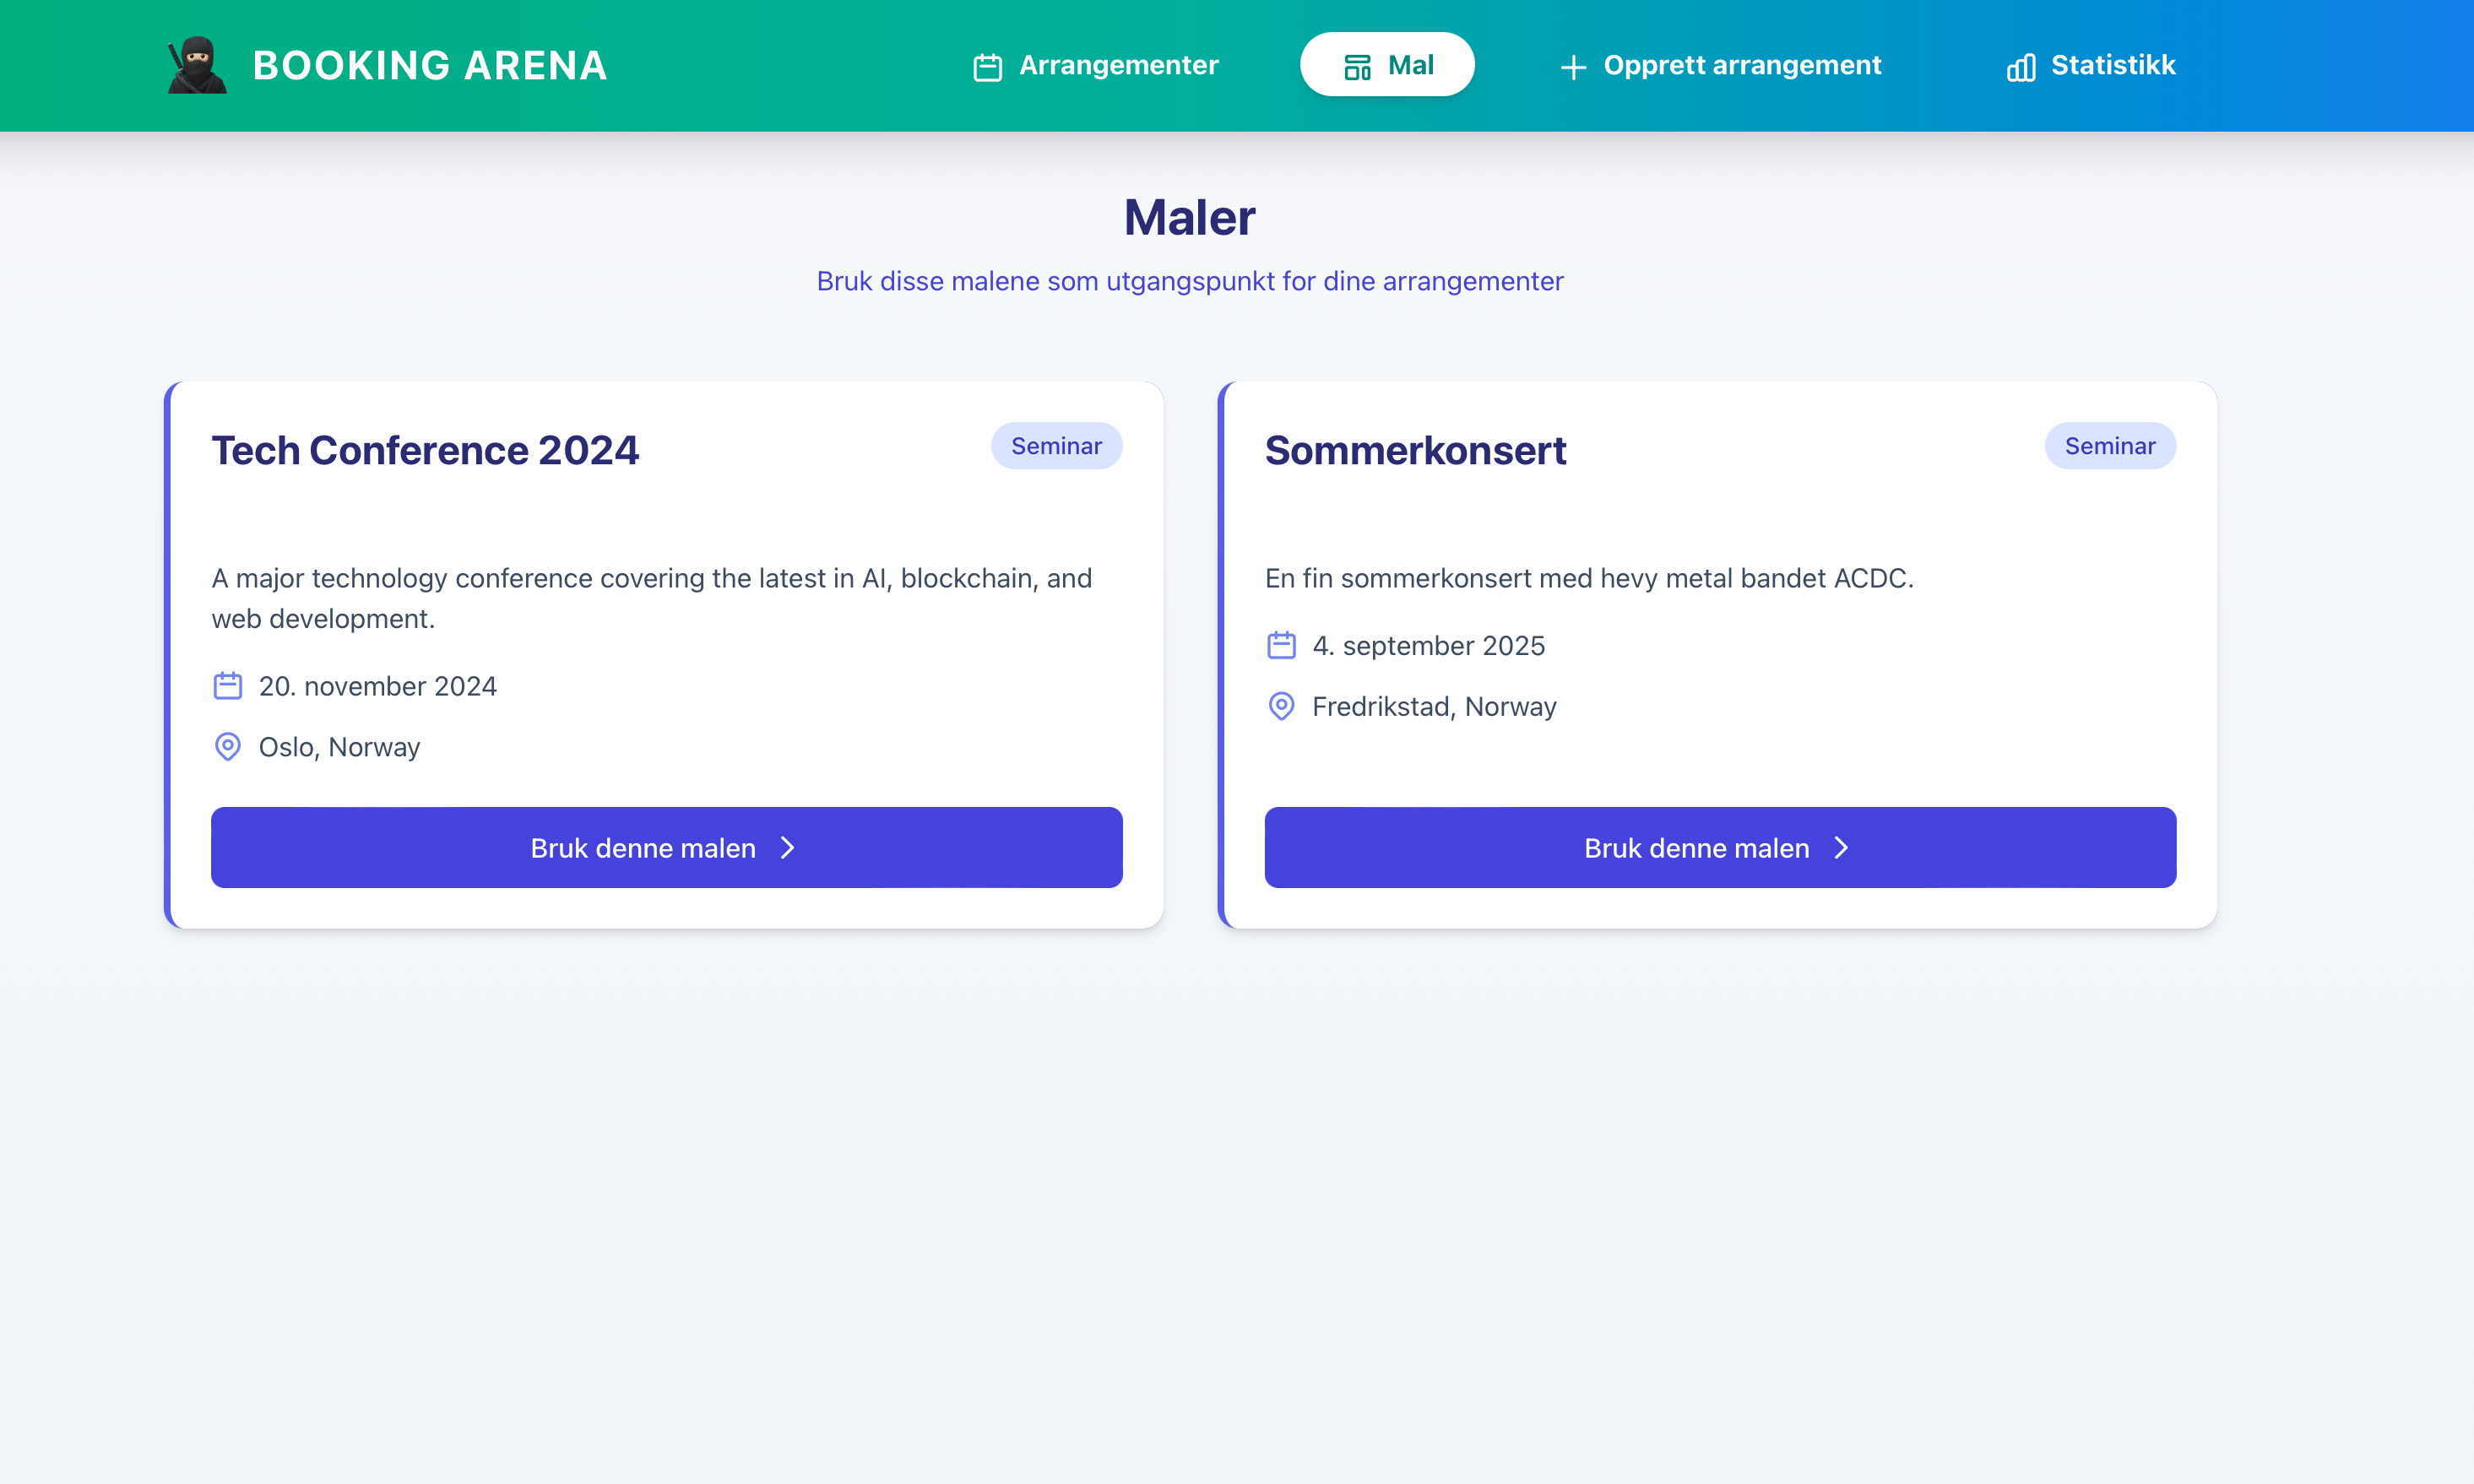 BOOKING ARENA
Arrangementer
Mal
Opprett arrangement
Statistikk
Maler
Bruk disse malene som utgangspunkt for dine arrangementer
Tech Conference 2024
Seminar
A major technology conference covering the latest in AI, blockchain, and
web development.
20. november 2024
Oslo, Norway
Bruk denne malen
Sommerkonsert
Seminar
En fin sommerkonsert med hevy metal bandet ACDC.
4. september 2025
Fredrikstad, Norway
Bruk denne malen